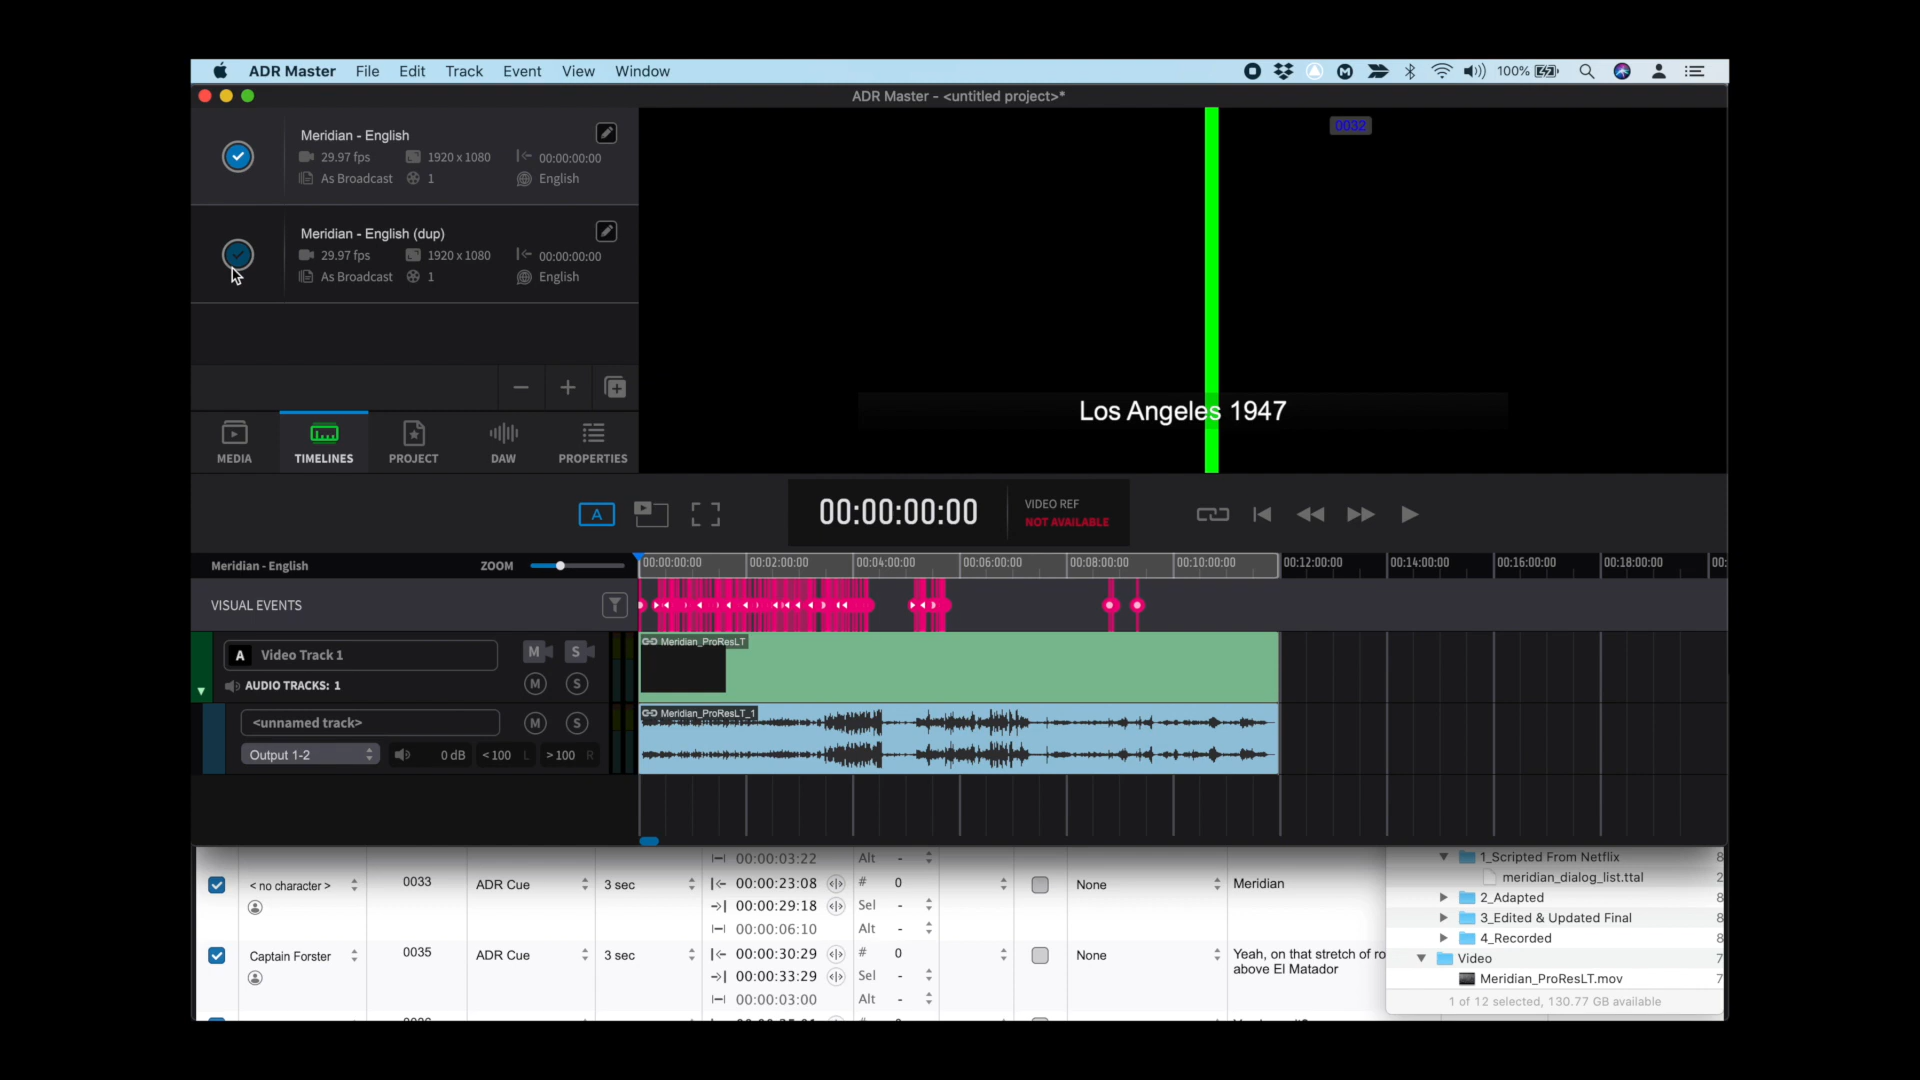 ADR Master File Edit Track Event View Window 100%
ADR Master - <untitled project>*
Meridian - English
29.97 fps 1920 x 1080 00:00:00:00
As Broadcast 1 English
Meridian - English (dup)
29.97 fps 1920 x 1080 00:00:00:00
As Broadcast 1 English
MEDIA TIMELINES PROJECT DAW PROPERTIES
0032
Los Angeles 1947
A
00:00:00:00
VIDEO REF
NOT AVAILABLE
Meridian - English ZOOM 00:00:00:00 00:02:00:00 00:04:00:00 00:06:00:00 00:08:00:00 00:10:00:00 00:12:00:00 00:14:00:00 00:16:00:00 00:18:00:00 00:
VISUAL EVENTS
A Video Track 1 M S
AUDIO TRACKS: 1 M S
Meridian_ProResLT
<unnamed track> M S
Output 1-2 0 dB <100 L >100 R
Meridian_ProResLT_1
00:00:03:22 Alt -
< no character > 0033 ADR Cue 3 sec 00:00:23:08 # 0 None Meridian
00:00:29:18 Sel -
00:00:06:10 Alt -
Captain Forster 0035 ADR Cue 3 sec 00:00:30:29 # 0 None Yeah, on that stretch of ro
above El Matador
00:00:33:29 Sel -
00:00:03:00 Alt -
1_Scripted From Netflix 8
meridian_dialog_list.ttal 2
2_Adapted 8
3_Edited & Updated Final 8
4_Recorded 8
Video 7
Meridian_ProResLT.mov 7
1 of 12 selected, 130.77 GB available